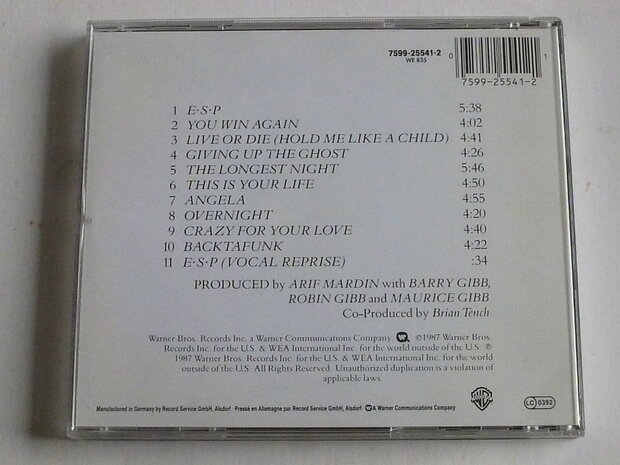 7599-25541-2
WE 835
0 7599-25541-2 1
1 E·S·P 5:38
2 YOU WIN AGAIN 4:02
3 LIVE OR DIE (HOLD ME LIKE A CHILD) 4:41
4 GIVING UP THE GHOST 4:26
5 THE LONGEST NIGHT 5:46
6 THIS IS YOUR LIFE 4:50
7 ANGELA 4:55
8 OVERNIGHT 4:20
9 CRAZY FOR YOUR LOVE 4:40
10 BACKTAFUNK 4:22
11 E·S·P (VOCAL REPRISE) :34
PRODUCED by ARIF MARDIN with BARRY GIBB,
ROBIN GIBB and MAURICE GIBB
Co-Produced by Brian Tench
Warner Bros. Records Inc. a Warner Communications Company ©1987 Warner Bros.
Records Inc. for the U.S. & WEA International Inc. for the world outside of the U.S. ℗
1987 Warner Bros. Records Inc. for the U.S. & WEA International Inc. for the world
outside of the U.S. All Rights Reserved. Unauthorized duplication is a violation of
applicable laws.
Manufactured in Germany by Record Service GmbH, Alsdorf · Pressé en Allemagne par Record Service GmbH, Alsdorf · A Warner Communications Company
LC 0392